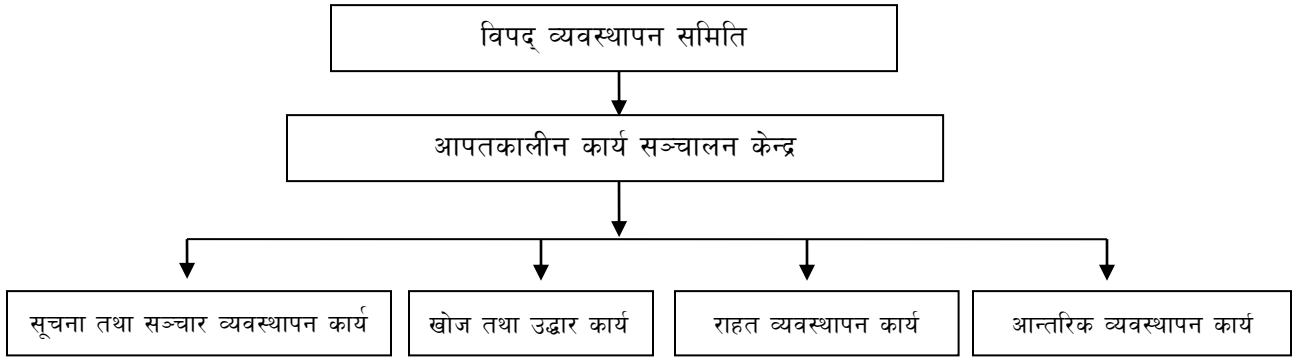 विपद् व्यवस्थापन समिति
आपतकालीन कार्य सञ्चालन केन्द्र
सूचना तथा सञ्चार व्यवस्थापन कार्य
खोज तथा उद्धार कार्य
राहत व्यवस्थापन कार्य
आन्तरिक व्यवस्थापन कार्य